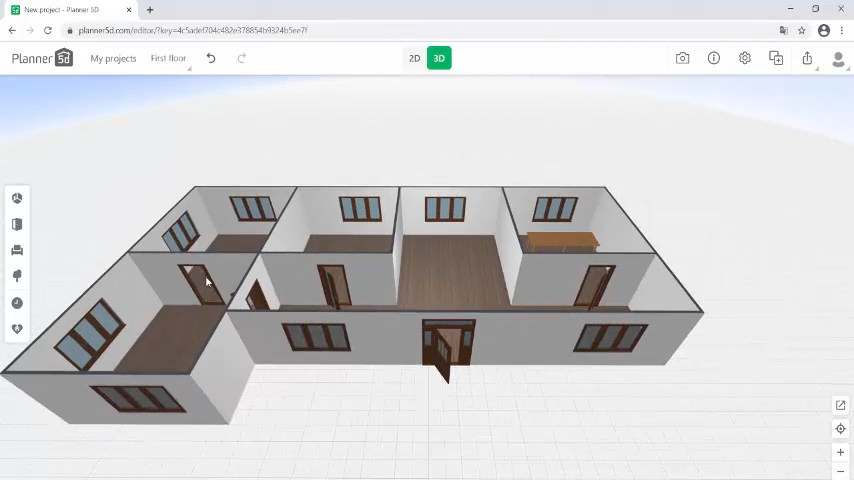 New project - Planner 5D
planner5d.com/editor/?key=4c5adef704c482e378854b9324b5ee7f
Planner 5d
My projects
First floor
2D
3D